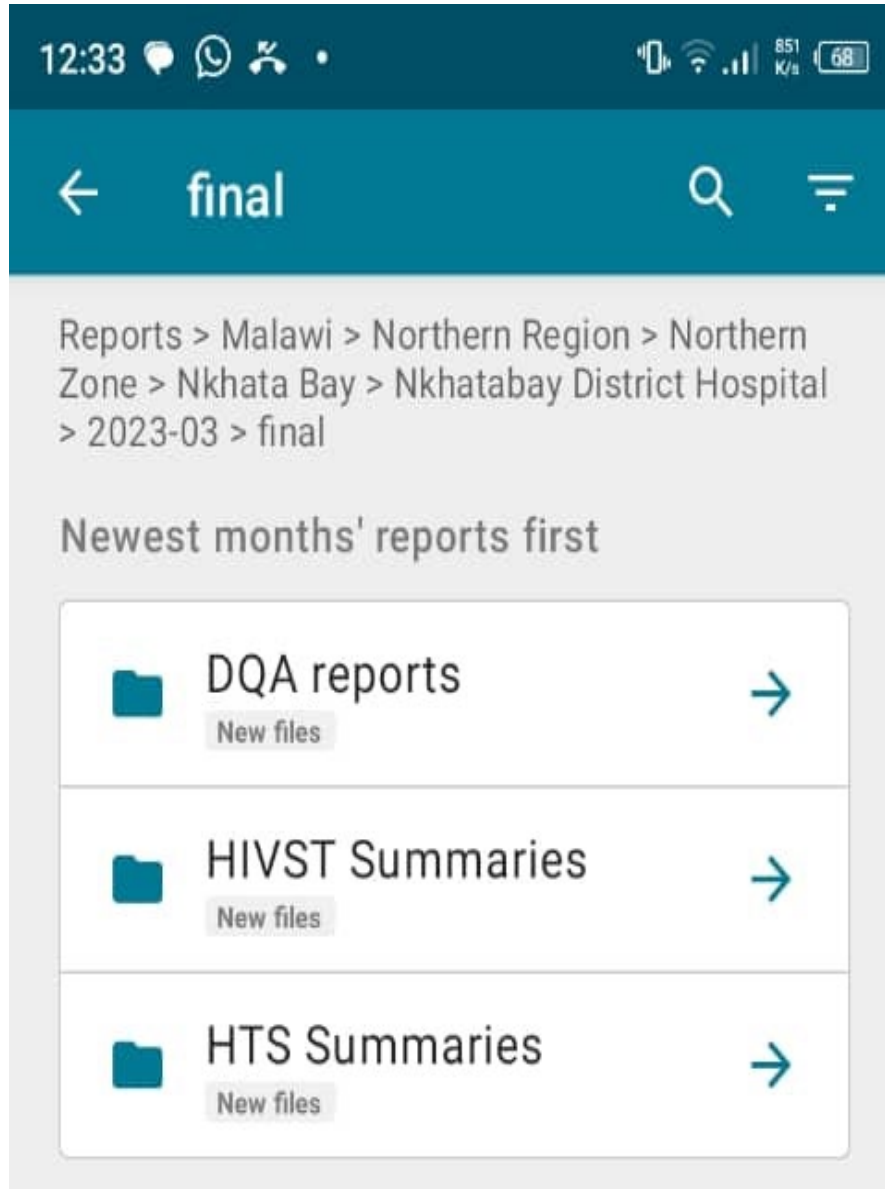 12:33
851
K/s
68
final
Reports > Malawi > Northern Region > Northern
Zone > Nkhata Bay > Nkhatabay District Hospital
> 2023-03 > final
Newest months' reports first
DQA reports
New files
HIVST Summaries
New files
HTS Summaries
New files